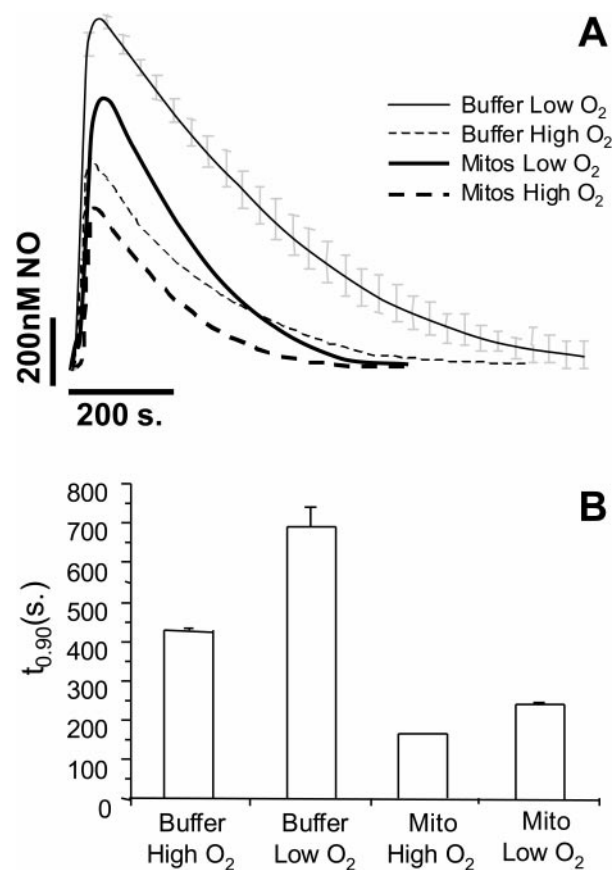 A
Buffer Low O₂
Buffer High O₂
Mitos Low O₂
Mitos High O₂
200nM NO
200 s.
B
t₀.₉₀(s.)
800
700
600
500
400
300
200
100
0
Buffer High O₂
Buffer Low O₂
Mito High O₂
Mito Low O₂